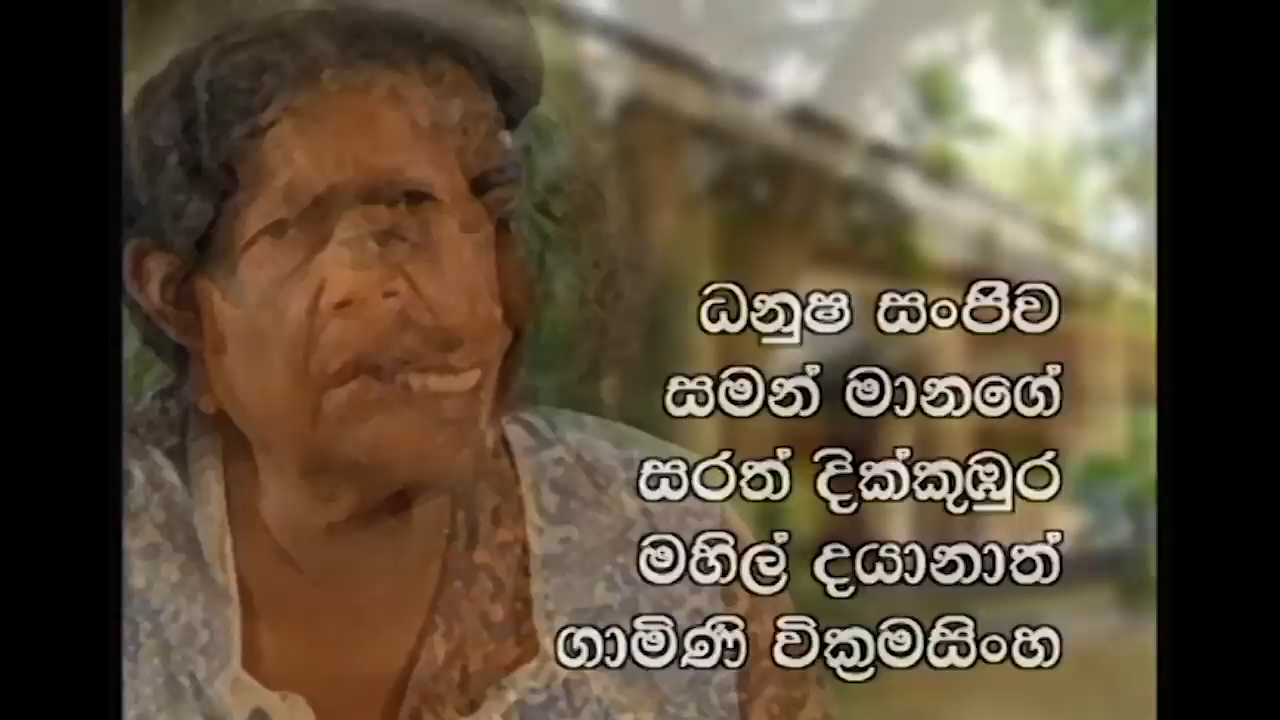 ධනුෂ සංජීව
සමන් මානගේ
සරත් දික්කුඹුර
මහිල් දයානාත්
ගාමිණී වික්‍රමසිංහ